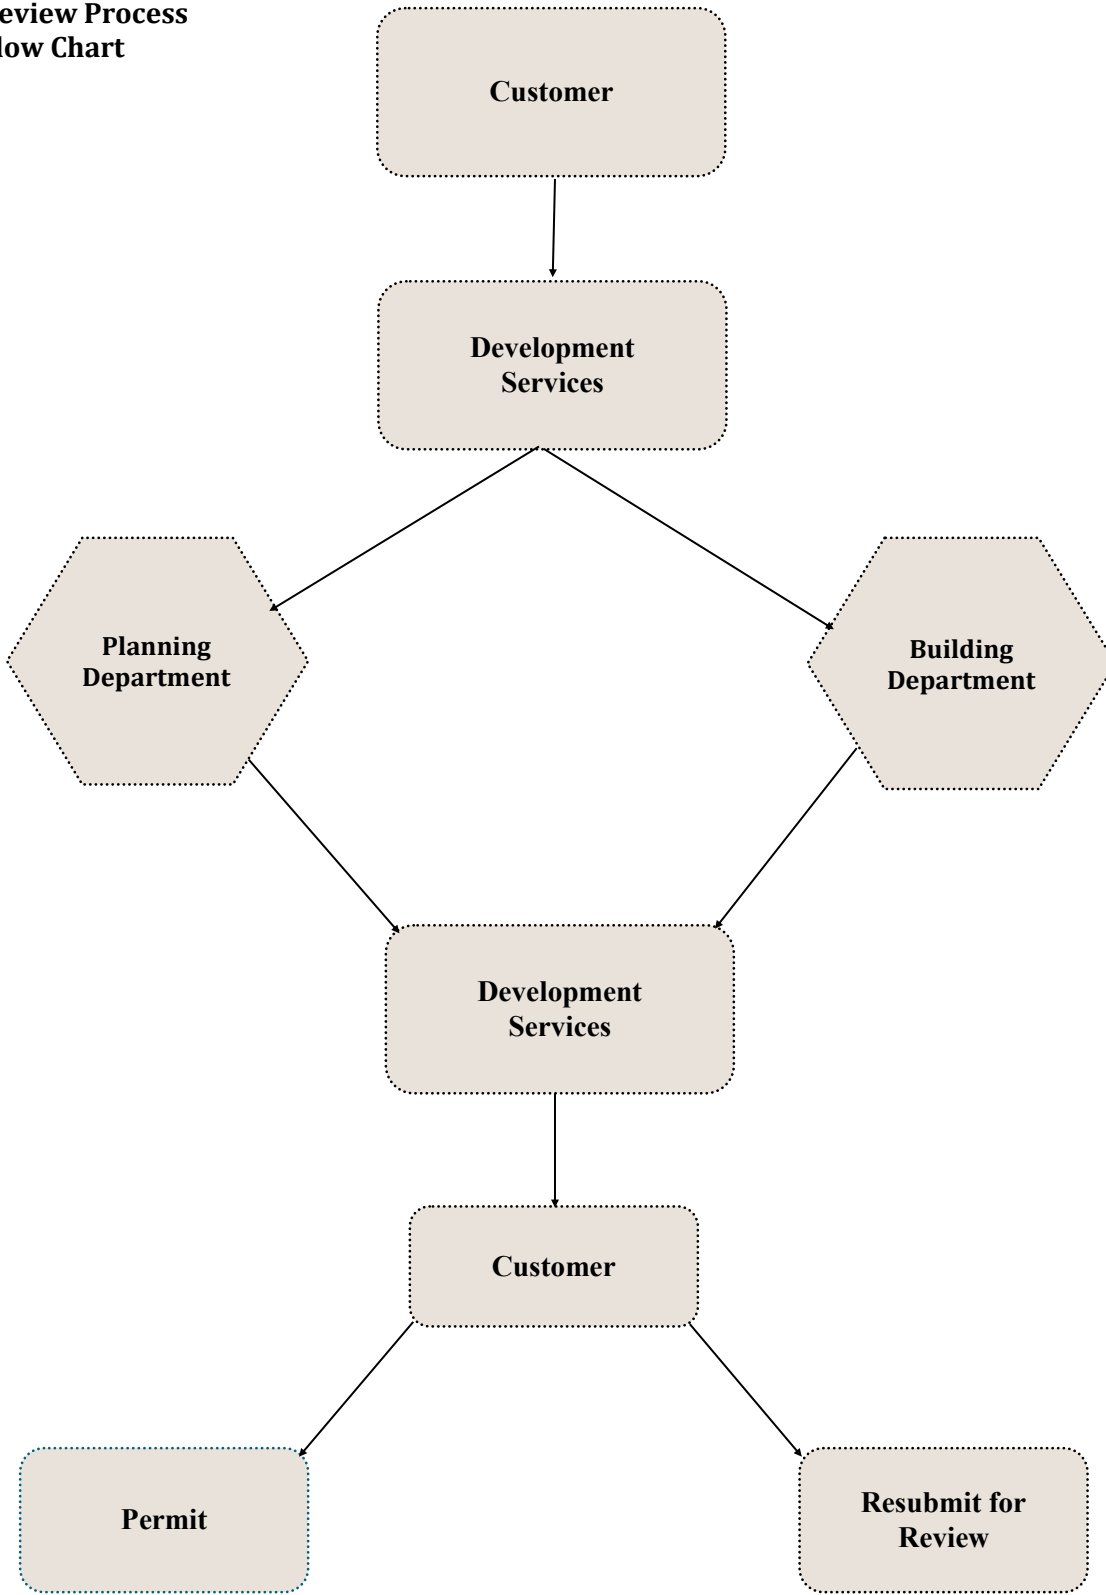 eview Process
low Chart
Customer
Development
Services
Planning
Department
Building
Department
Development
Services
Customer
Permit
Resubmit for
Review